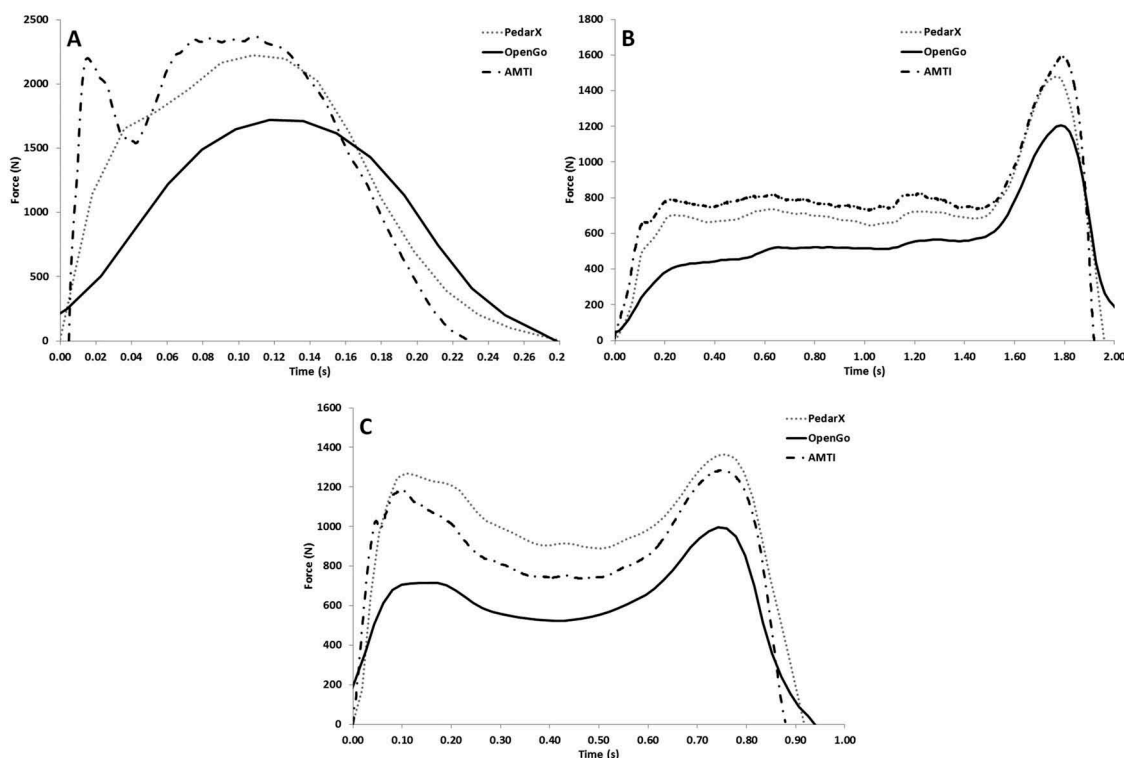 A
PedarX
OpenGo
AMTI
Force (N)
2500
2000
1500
1000
500
0
0.00 0.02 0.04 0.06 0.08 0.10 0.12 0.14 0.16 0.18 0.20 0.22 0.24 0.26 0.2
Time (s)
B
PedarX
OpenGo
AMTI
Force (N)
1800
1600
1400
1200
1000
800
600
400
200
0
0.00 0.20 0.40 0.60 0.80 1.00 1.20 1.40 1.60 1.80 2.00
Time (s)
C
PedarX
OpenGo
AMTI
Force (N)
1600
1400
1200
1000
800
600
400
200
0
0.00 0.10 0.20 0.30 0.40 0.50 0.60 0.70 0.80 0.90 1.00
Time (s)